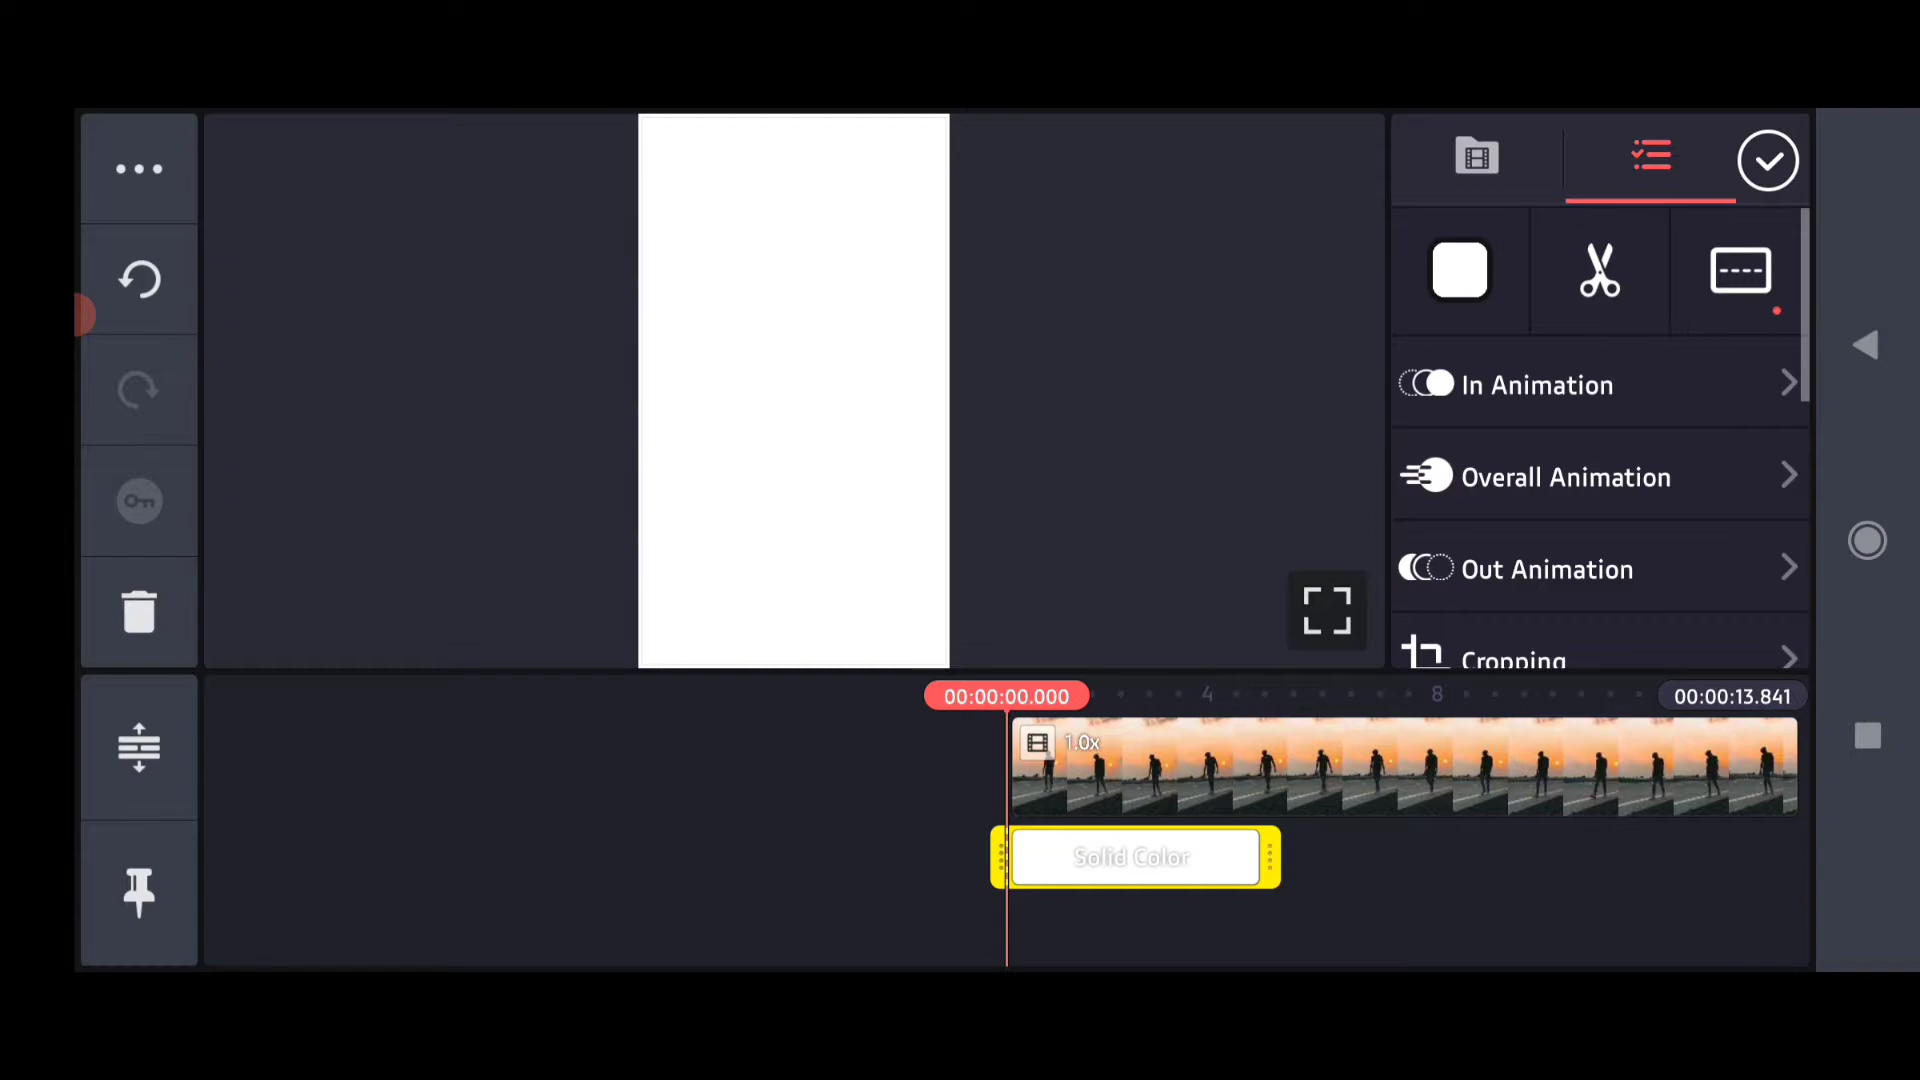 In Animation
Overall Animation
Out Animation
Cropping
00:00:00.000
4
8
00:00:13.841
1.0x
Solid Color